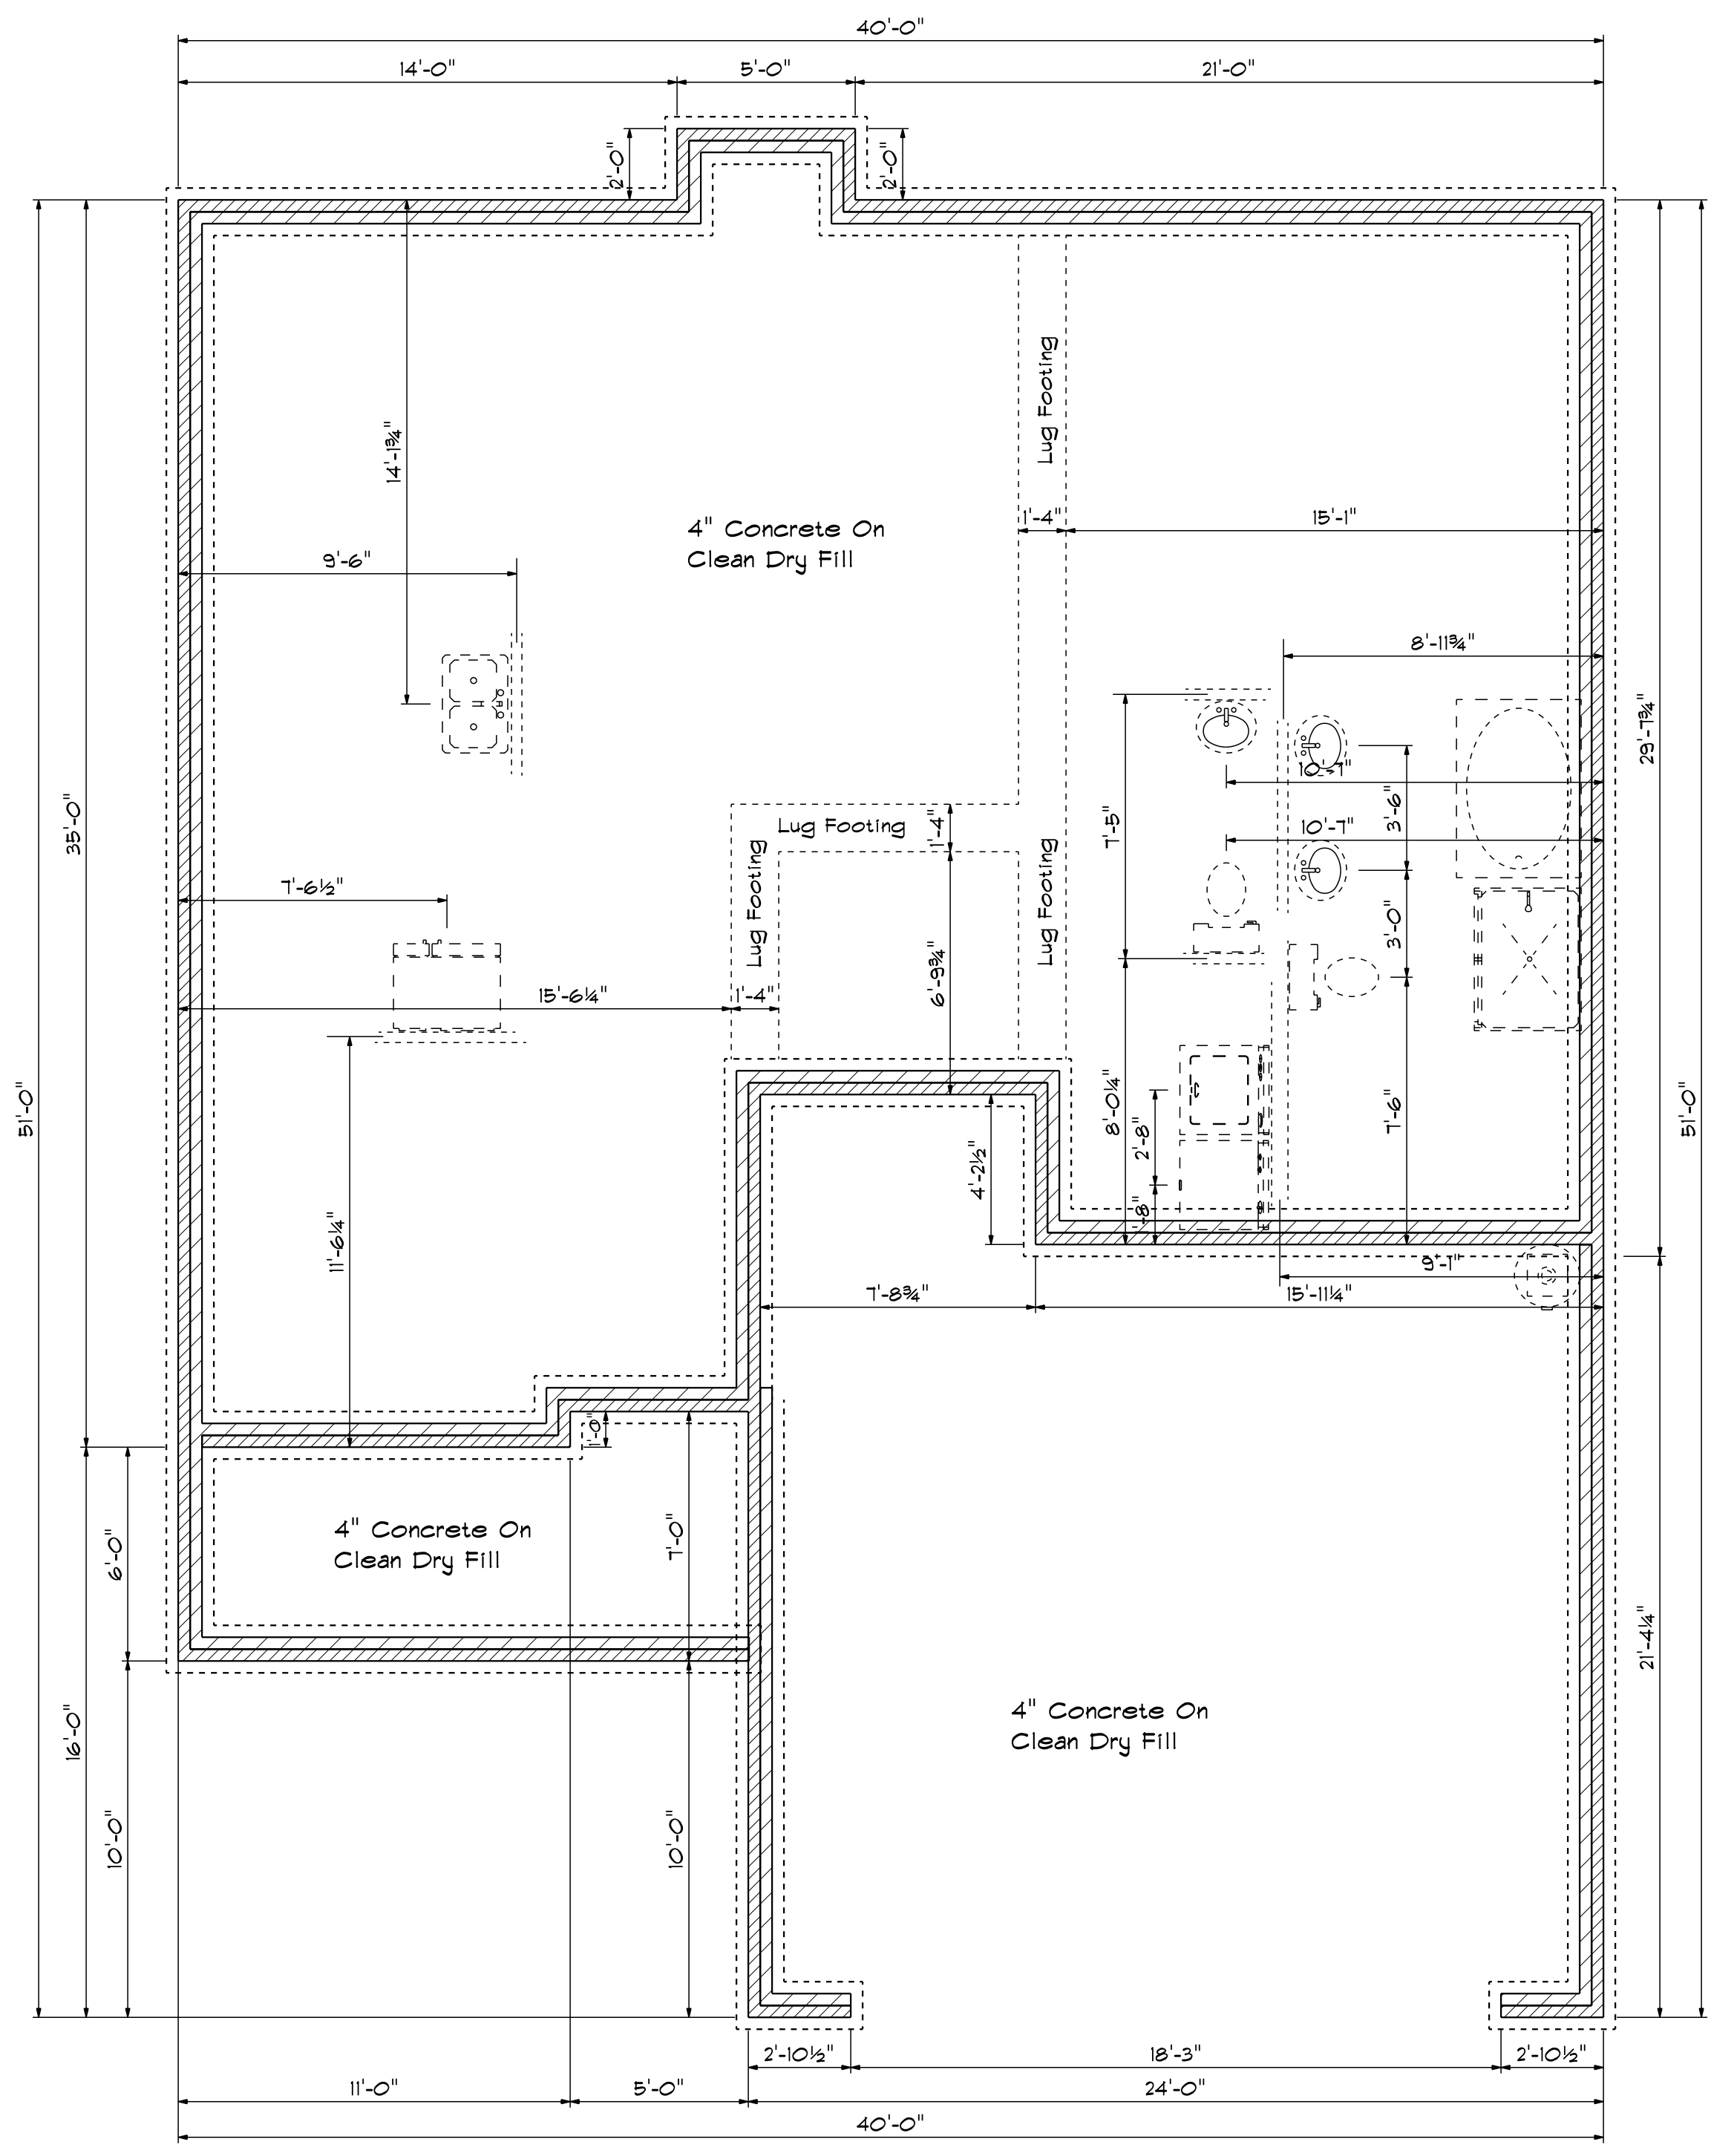 40'-0"
14'-0" 5'-0" 21'-0"
2'-0" 2'-0"
Lug Footing
14'-1¾"
1'-4" 15'-1"
4" Concrete On
Clean Dry Fill
9'-6"
8'-11¾"
29'-7¾"
10'-7"
3'-6"
7'-5"
35'-0"
Lug Footing
1'-4"
10'-7"
Lug Footing
Lug Footing
7'-6½"
3'-0"
6'-9¾"
15'-6¼" 1'-4"
51'-0"
51'-0"
8'-0¼"
7'-6"
2'-8"
4'-2½"
11'-6¼"
9'-1"
7'-8¾" 15'-11¼"
1'-0"
4" Concrete On
Clean Dry Fill
6'-0"
7'-0"
21'-4¼"
16'-0"
4" Concrete On
Clean Dry Fill
10'-0"
10'-0"
2'-10½" 18'-3" 2'-10½"
11'-0" 5'-0" 24'-0"
40'-0"